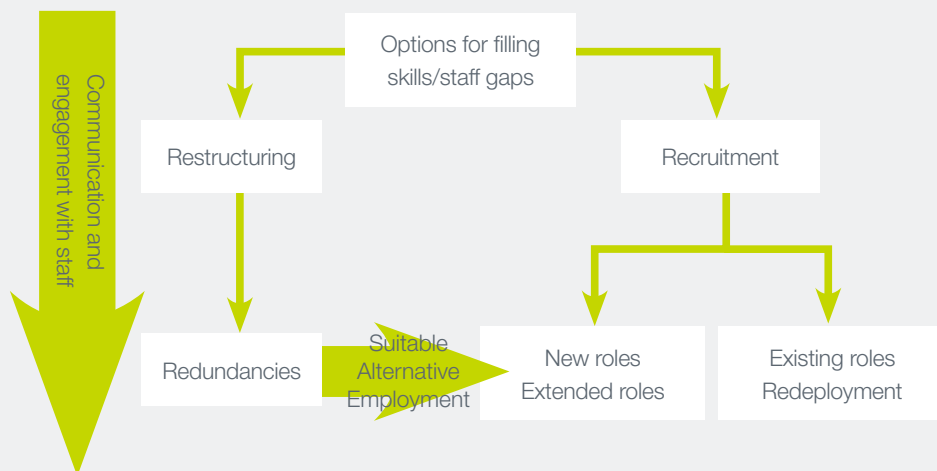 Options for filling
skills/staff gaps
Communication and
engagement with staff
Restructuring
Recruitment
Redundancies
Suitable
Alternative
Employment
New roles
Extended roles
Existing roles
Redeployment